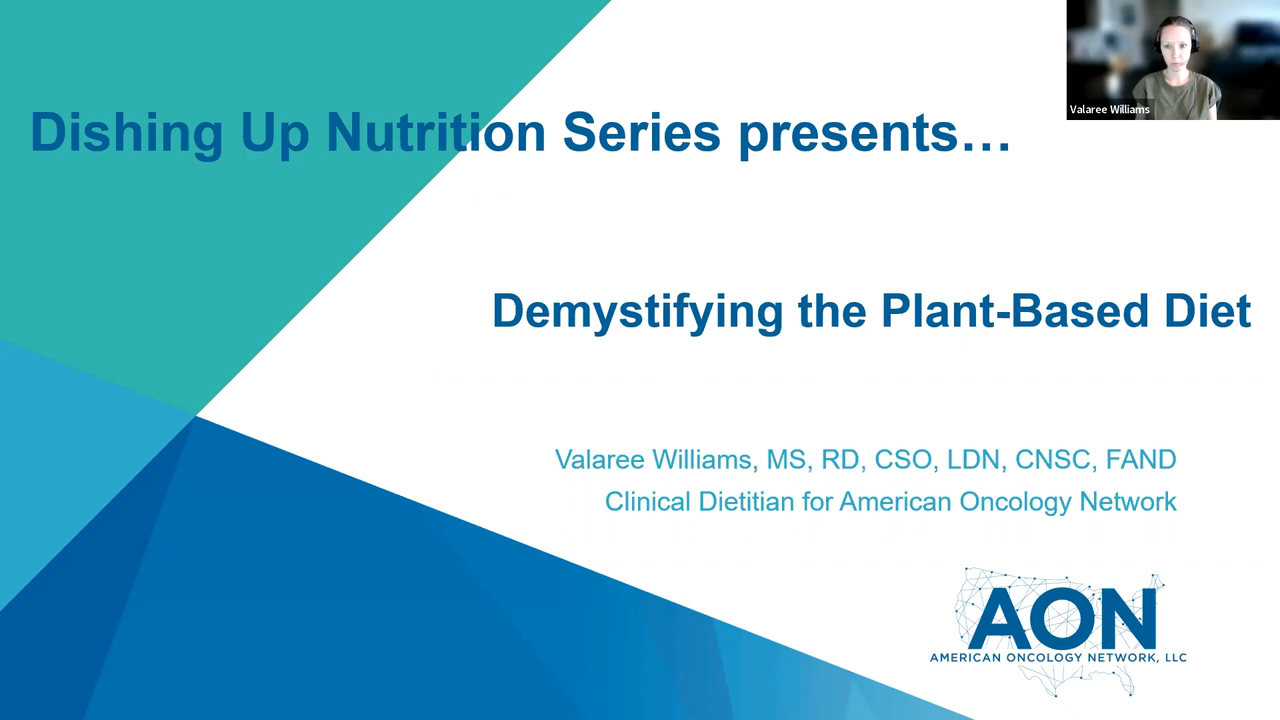 Valaree Williams
Dishing Up Nutrition Series presents…
Demystifying the Plant-Based Diet
Valaree Williams, MS, RD, CSO, LDN, CNSC, FAND
Clinical Dietitian for American Oncology Network
AON
AMERICAN ONCOLOGY NETWORK, LLC